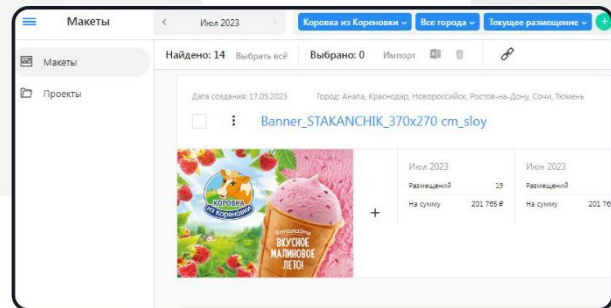 Макеты
Июл 2023
Коровка из Кореновки
Все города
Текущее размещение
Найдено: 14
Выбрать всё
Выбрано: 0
Импорт
Макеты
Проекты
Дата создания: 17.05.2023
Город: Анапа, Краснодар, Новороссийск, Ростов-на-Дону, Сочи, Тюмень
Banner_STAKANCHIK_370x270 cm_sloy
Июл 2023
Размещений 19
На сумму 201 765 ₽
Июн 2023
Размещений
На сумму 201 76
КОРОВКА
из Кореновки
ВКУСНОЕ
МАЛИНОВОЕ
ЛЕТО!